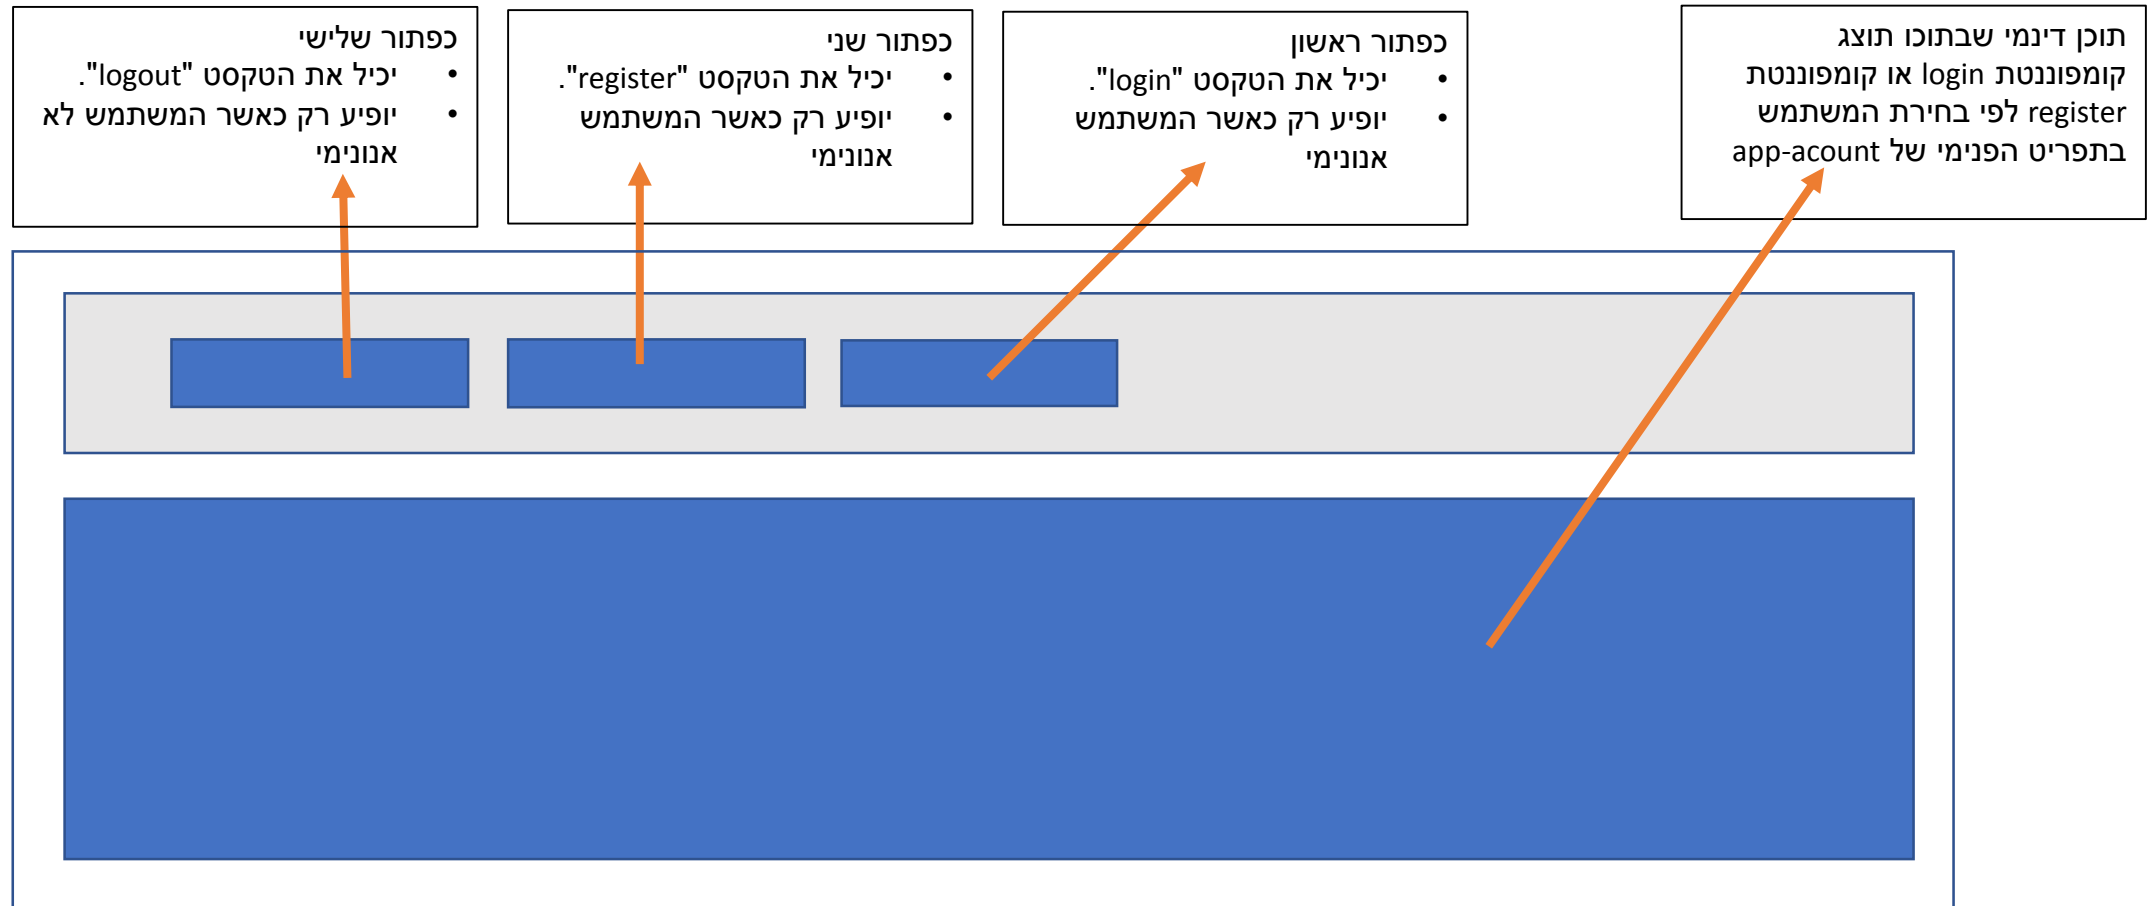 תוכן דינמי שבתוכו תוצג
קומפוננטת login או קומפוננטת
register לפי בחירת המשתמש
בתפריט הפנימי של app-acount
כפתור ראשון
• יכיל את הטקסט "login".
• יופיע רק כאשר המשתמש
אנונימי
כפתור שני
• יכיל את הטקסט "register".
• יופיע רק כאשר המשתמש
אנונימי
כפתור שלישי
• יכיל את הטקסט "logout".
• יופיע רק כאשר המשתמש לא
אנונימי